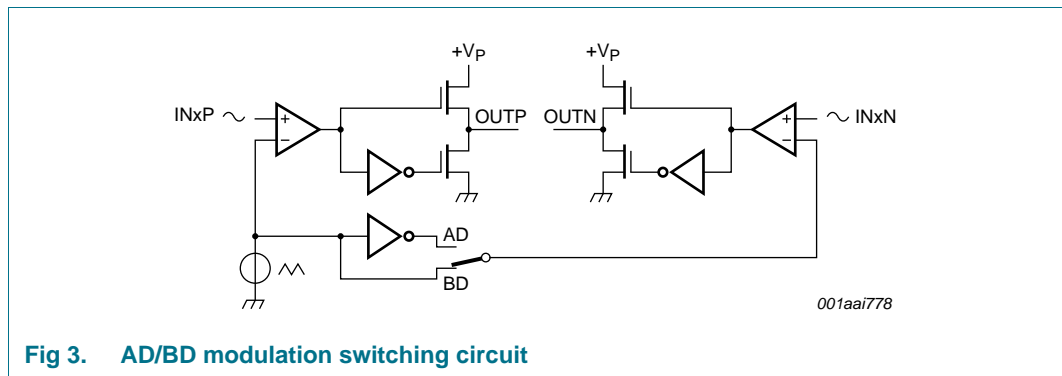 +VP
+VP
INxP
+
−
OUTP
OUTN
+
−
INxN
AD
BD
001aai778
Fig 3. AD/BD modulation switching circuit